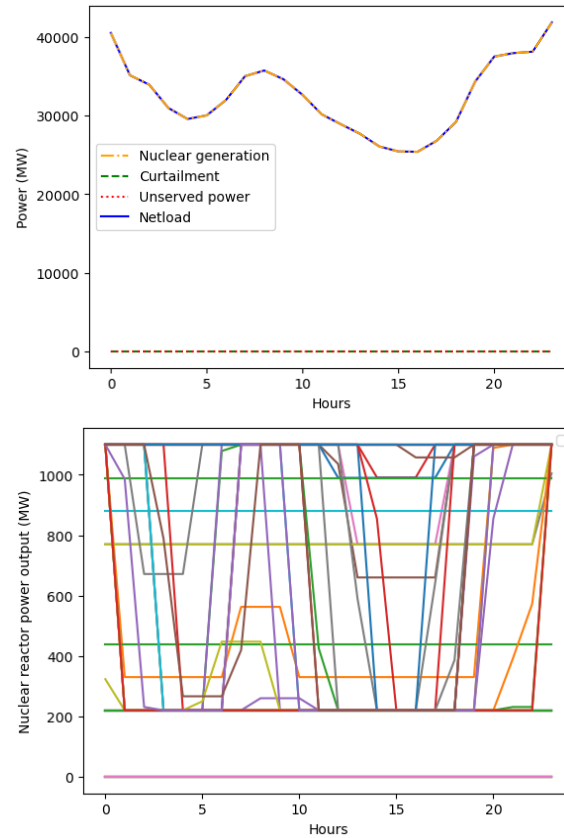 40000
30000
20000
10000
0
Power (MW)
Nuclear generation
Curtailment
Unserved power
Netload
0 5 10 15 20
Hours
1000
800
600
400
200
0
Nuclear reactor power output (MW)
0 5 10 15 20
Hours